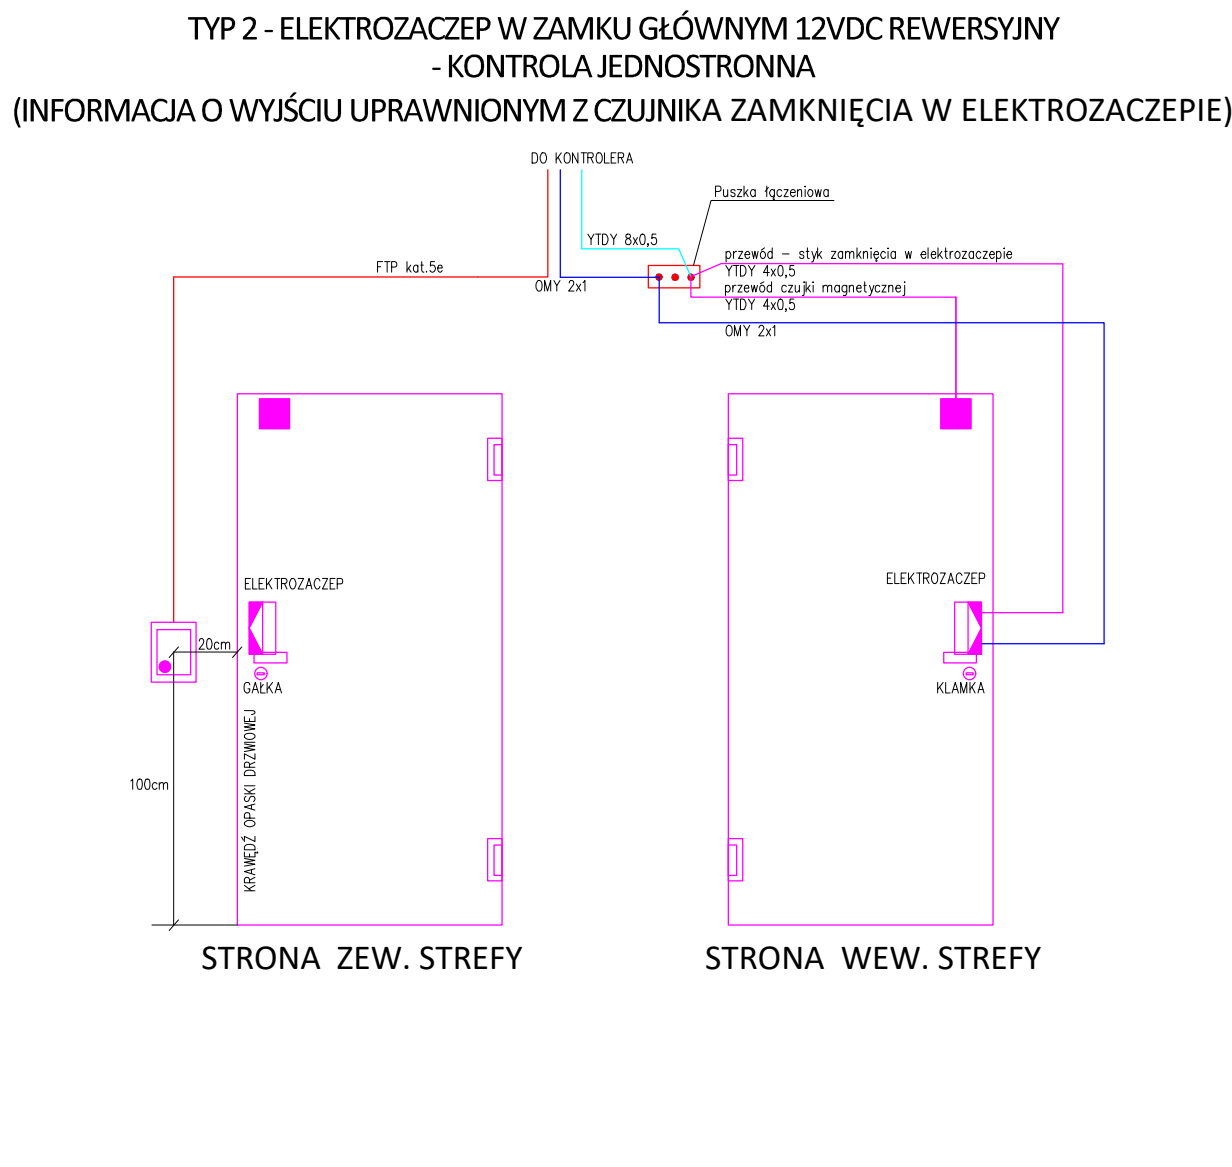 TYP 2 - ELEKTROZACZEP W ZAMKU GŁÓWNYM 12VDC REWERSYJNY
- KONTROLA JEDNOSTRONNA
(INFORMACJA O WYJŚCIU UPRAWNIONYM Z CZUJNIKA ZAMKNIĘCIA W ELEKTROZACZEPIE)
DO KONTROLERA
Puszka łączeniowa
YTDY 8x0,5
przewód - styk zamknięcia w elektrozaczepie
FTP kat.5e
YTDY 4x0,5
OMY 2x1
przewód czujki magnetycznej
YTDY 4x0,5
OMY 2x1
ELEKTROZACZEP
ELEKTROZACZEP
20cm
GAŁKA
KLAMKA
100cm
KRAWĘDŹ OPASKI DRZWIOWEJ
STRONA ZEW. STREFY
STRONA WEW. STREFY